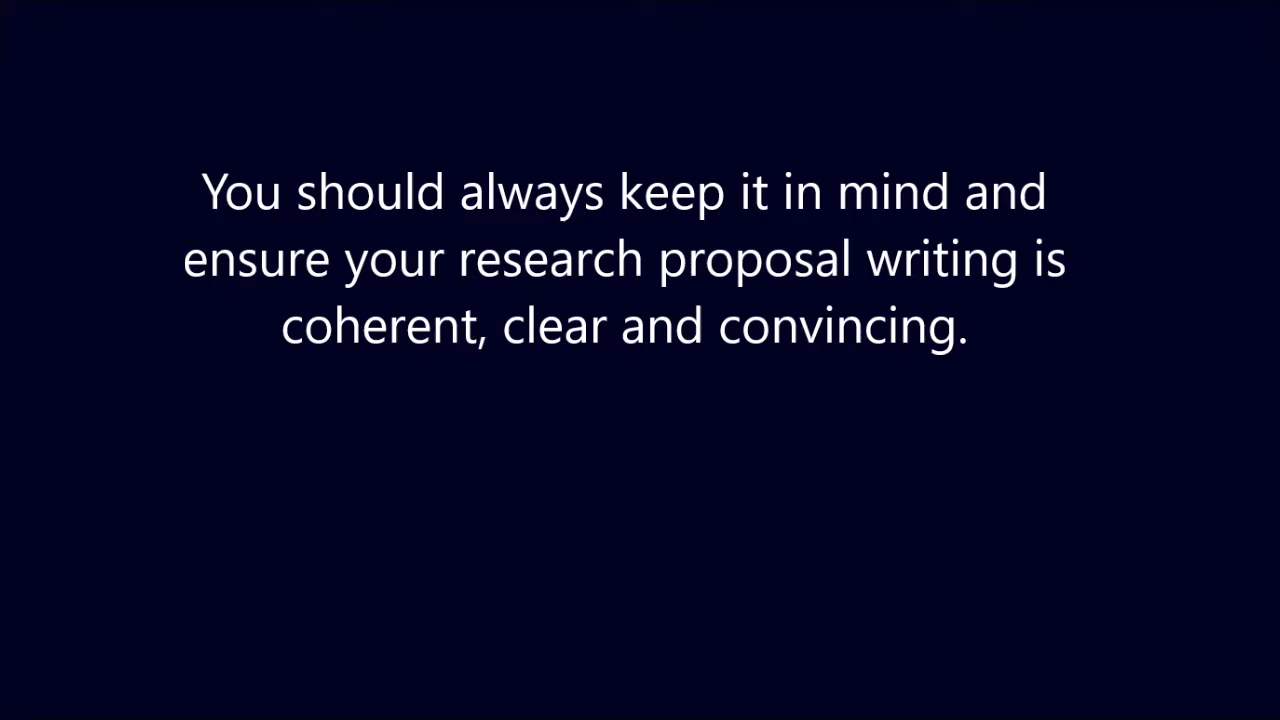 You should always keep it in mind and
ensure your research proposal writing is
coherent, clear and convincing.